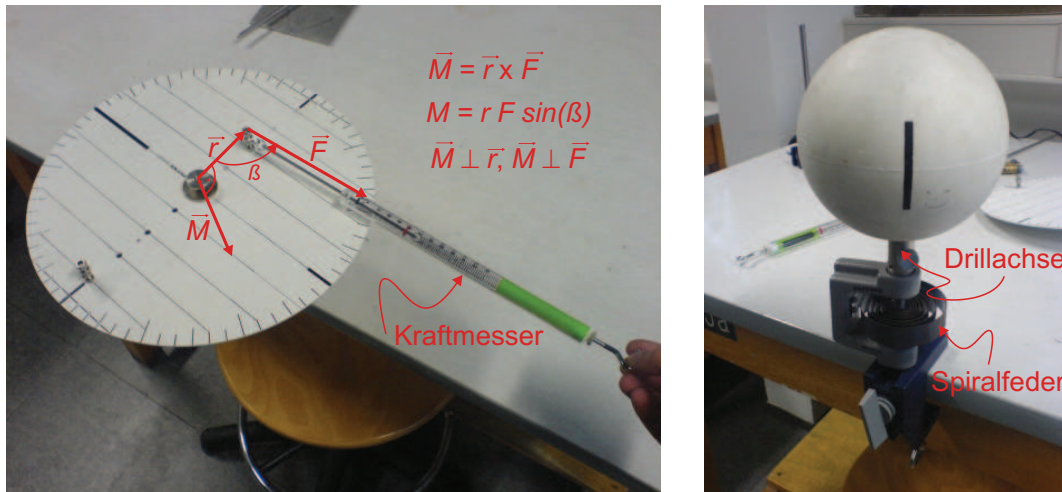 M = r x F
M = r F sin(ß)
M ⊥ r, M ⊥ F
r
F
ß
M
Kraftmesser
Drillachse
Spiralfeder